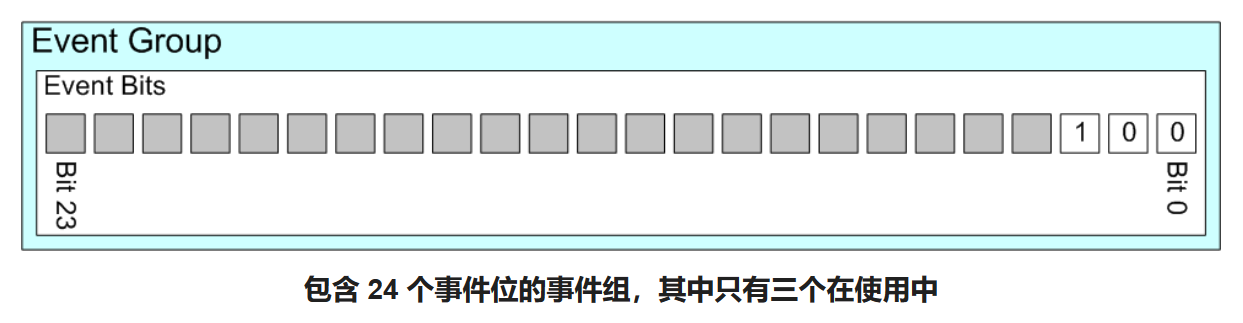 Event Group
Event Bits
1 0 0
Bit 23
Bit 0
包含 24 个事件位的事件组，其中只有三个在使用中